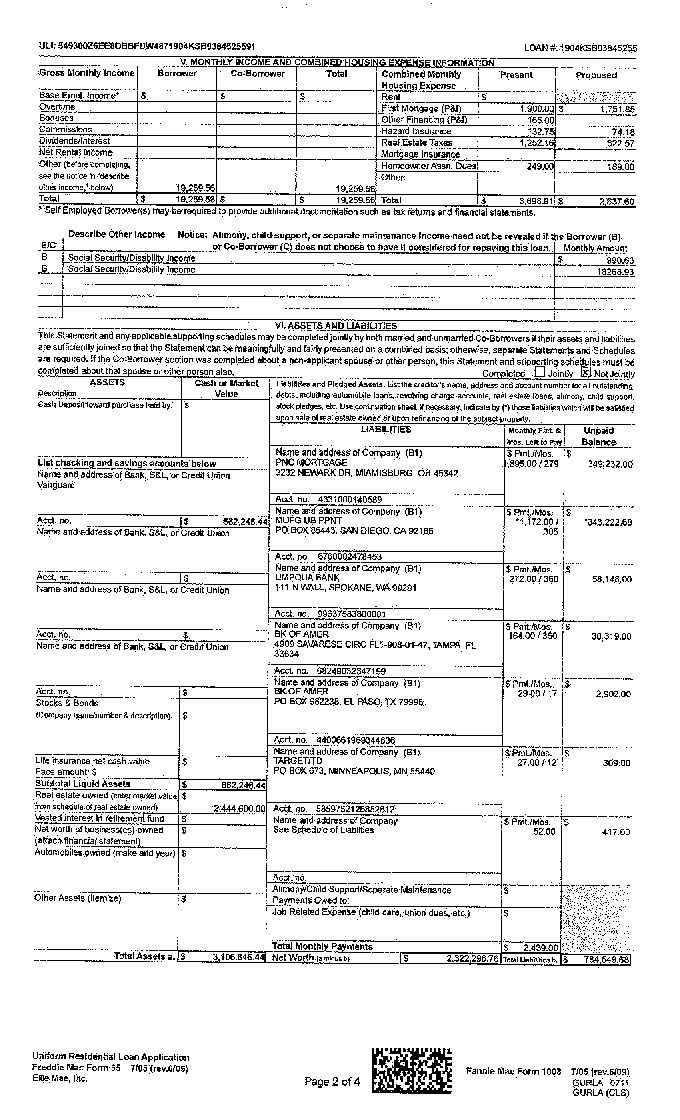 ULI: 549300Z6EE8DBBFDW4871904KSB9384525591 LOAN #: 1904KSB93845255
V. MONTHLY INCOME AND COMBINED HOUSING EXPENSE INFORMATION
Gross Monthly Income Borrower Co-Borrower Total Combined Monthly Housing Expense Present Proposed
Base Empl. Income* $ $ $ Rent $
Overtime First Mortgage (P&I) 1,900.00 $ 1,751.85
Bonuses Other Financing (P&I) 165.00
Commissions Hazard Insurance 132.75 74.18
Dividends/Interest Real Estate Taxes 1,252.16 622.57
Net Rental Income Mortgage Insurance
Other (before completing, Homeowner Assn. Dues 249.00 189.00
see the notice in "describe Other:
other income," below) 19,259.56 19,259.56
Total $ 19,259.56 $ $ 19,259.56 Total $ 3,698.91 $ 2,637.60
* Self Employed Borrower(s) may be required to provide additional documentation such as tax returns and financial statements.
Describe Other Income Notice: Alimony, child support, or separate maintenance income need not be revealed if the Borrower (B)
B/C or Co-Borrower (C) does not choose to have it considered for repaying this loan. Monthly Amount
B Social Security/Disability Income $ 990.63
B Social Security/Disability Income 18268.93
VI. ASSETS AND LIABILITIES
This Statement and any applicable supporting schedules may be completed jointly by both married and unmarried Co-Borrowers if their assets and liabilities
are sufficiently joined so that the Statement can be meaningfully and fairly presented on a combined basis; otherwise, separate Statements and Schedules
are required. If the Co-Borrower section was completed about a non-applicant spouse or other person, this Statement and supporting schedules must be
completed about that spouse or other person also. Completed Jointly X Not Jointly
ASSETS Cash or Market Value
Description
Cash Deposit toward purchase held by: $
Liabilities and Pledged Assets. List the creditor's name, address and account number for all outstanding
debts, including automobile loans, revolving charge accounts, real estate loans, alimony, child support,
stock pledges, etc. Use continuation sheet, if necessary. Indicate by (*) those liabilities which will be satisfied
upon sale of real estate owned or upon refinancing of the subject property.
LIABILITIES Monthly Pmt. & Mos. Left to Pay Unpaid Balance
List checking and savings accounts below
Name and address of Bank, S&L, or Credit Union
Vanguard
Acct. no. $ 662,246.44
Name and address of Bank, S&L, or Credit Union
Acct. no. $
Name and address of Bank, S&L, or Credit Union
Acct. no. $
Name and address of Bank, S&L, or Credit Union
Acct. no. $
Stocks & Bonds $
(Company name/number & description)
Life insurance net cash value $
Face amount: $
Subtotal Liquid Assets $ 662,246.44
Real estate owned (enter market value
from schedule of real estate owned) $ 2,444,600.00
Vested interest in retirement fund $
Net worth of business(es) owned $
(attach financial statement)
Automobiles owned (make and year) $
Other Assets (itemize) $
Total Assets a. $ 3,106,846.44
Name and address of Company (B1) $ Pmt./Mos. $
PNC MORTGAGE 1,895.00 / 279 349,232.00
3232 NEWARK DR, MIAMISBURG, OH 45342
Acct. no.
Name and address of Company (B1) $ Pmt./Mos. $
MUFG UB PPNT *1,172.00 / 305 *343,222.68
PO BOX 85443, SAN DIEGO, CA 92186
Acct. no.
Name and address of Company (B1) $ Pmt./Mos. $
UMPQUA BANK 272.00 / 360 58,148.00
111 N WALL, SPOKANE, WA 99201
Acct. no.
Name and address of Company (B1) $ Pmt./Mos. $
BK OF AMER 164.00 / 360 30,319.00
4909 SAVARESE CIRC FL1-908-01-47, TAMPA, FL
33634
Acct. no.
Name and address of Company (B1) $ Pmt./Mos. $
BK OF AMER 29.00 / 17 2,902.00
PO BOX 982238, EL PASO, TX 79998
Acct. no.
Name and address of Company (B1) $ Pmt./Mos. $
TARGET/TD 27.00 / 12 309.00
PO BOX 673, MINNEAPOLIS, MN 55440
Acct. no.
Name and address of Company $ Pmt./Mos. $
See Schedule of Liabilities 52.00 417.00
Acct. no.
Alimony/Child Support/Separate Maintenance $
Payments Owed to:
Job Related Expense (child care, union dues, etc.) $
Total Monthly Payments $ 2,439.00
Net Worth (a minus b) $ 2,322,296.76 Total Liabilities b. $ 784,549.68
Uniform Residential Loan Application
Freddie Mac Form 65 7/05 (rev.6/09)
Ellie Mae, Inc.
Page 2 of 4
Fannie Mae Form 1003 7/05 (rev.6/09)
GURLA 0711
GURLA (CLS)